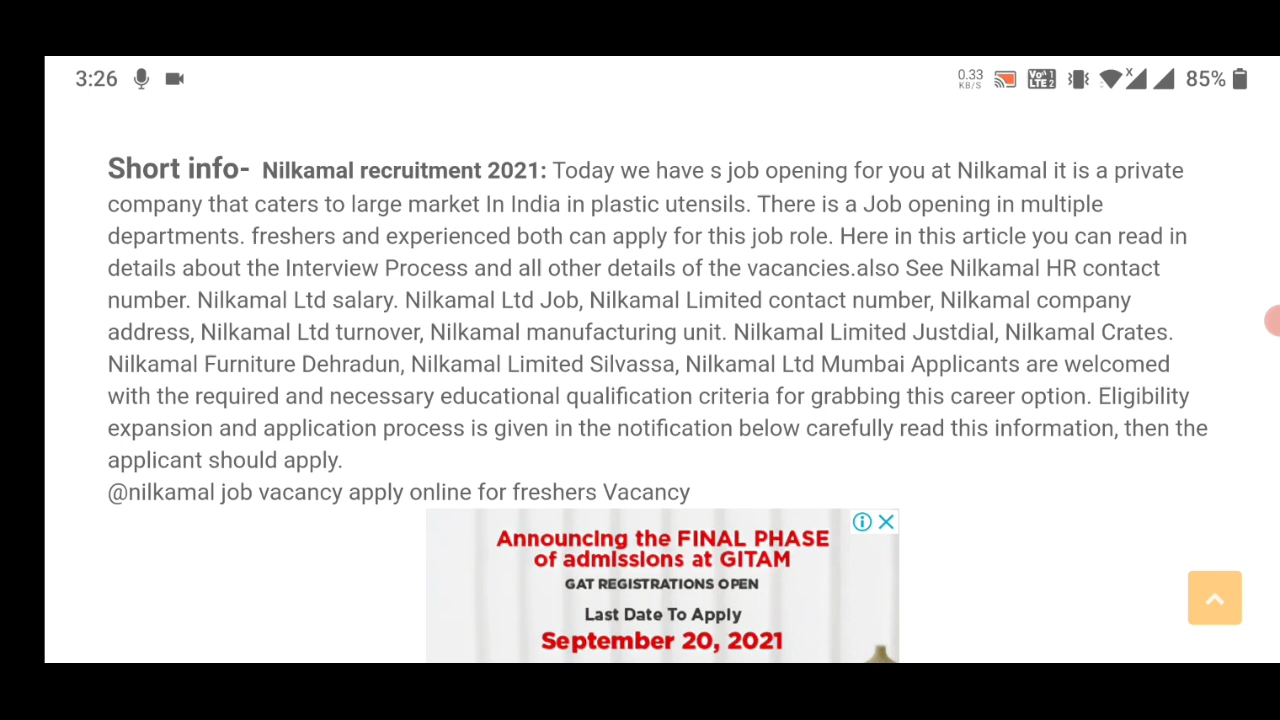 3:26
0.33
KB/S
Vo 1
LTE 2
x
85%
Short info- Nilkamal recruitment 2021: Today we have s job opening for you at Nilkamal it is a private
company that caters to large market In India in plastic utensils. There is a Job opening in multiple
departments. freshers and experienced both can apply for this job role. Here in this article you can read in
details about the Interview Process and all other details of the vacancies.also See Nilkamal HR contact
number. Nilkamal Ltd salary. Nilkamal Ltd Job, Nilkamal Limited contact number, Nilkamal company
address, Nilkamal Ltd turnover, Nilkamal manufacturing unit. Nilkamal Limited Justdial, Nilkamal Crates.
Nilkamal Furniture Dehradun, Nilkamal Limited Silvassa, Nilkamal Ltd Mumbai Applicants are welcomed
with the required and necessary educational qualification criteria for grabbing this career option. Eligibility
expansion and application process is given in the notification below carefully read this information, then the
applicant should apply.
@nilkamal job vacancy apply online for freshers Vacancy
Announcing the FINAL PHASE
of admissions at GITAM
GAT REGISTRATIONS OPEN
Last Date To Apply
September 20, 2021